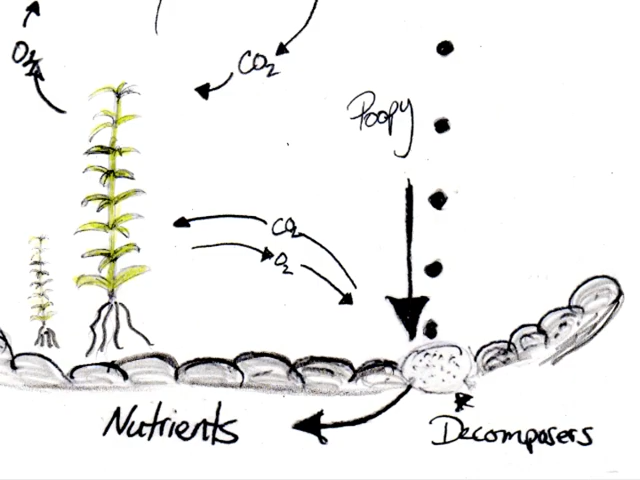 O₂
CO₂
Poopy
CO₂
O₂
Nutrients
Decomposers